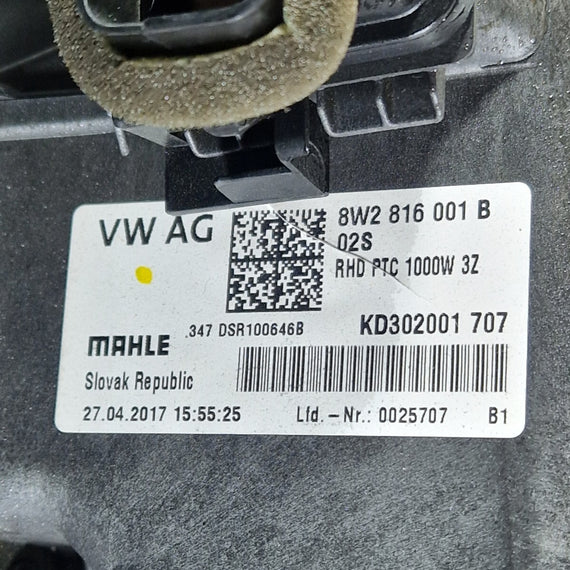 VW AG
8W2 816 001 B
02S
RHD PTC 1000W 3Z
.347 DSR100646B
KD302001 707
MAHLE
Slovak Republic
27.04.2017 15:55:25
Lfd. -Nr.: 0025707
B1